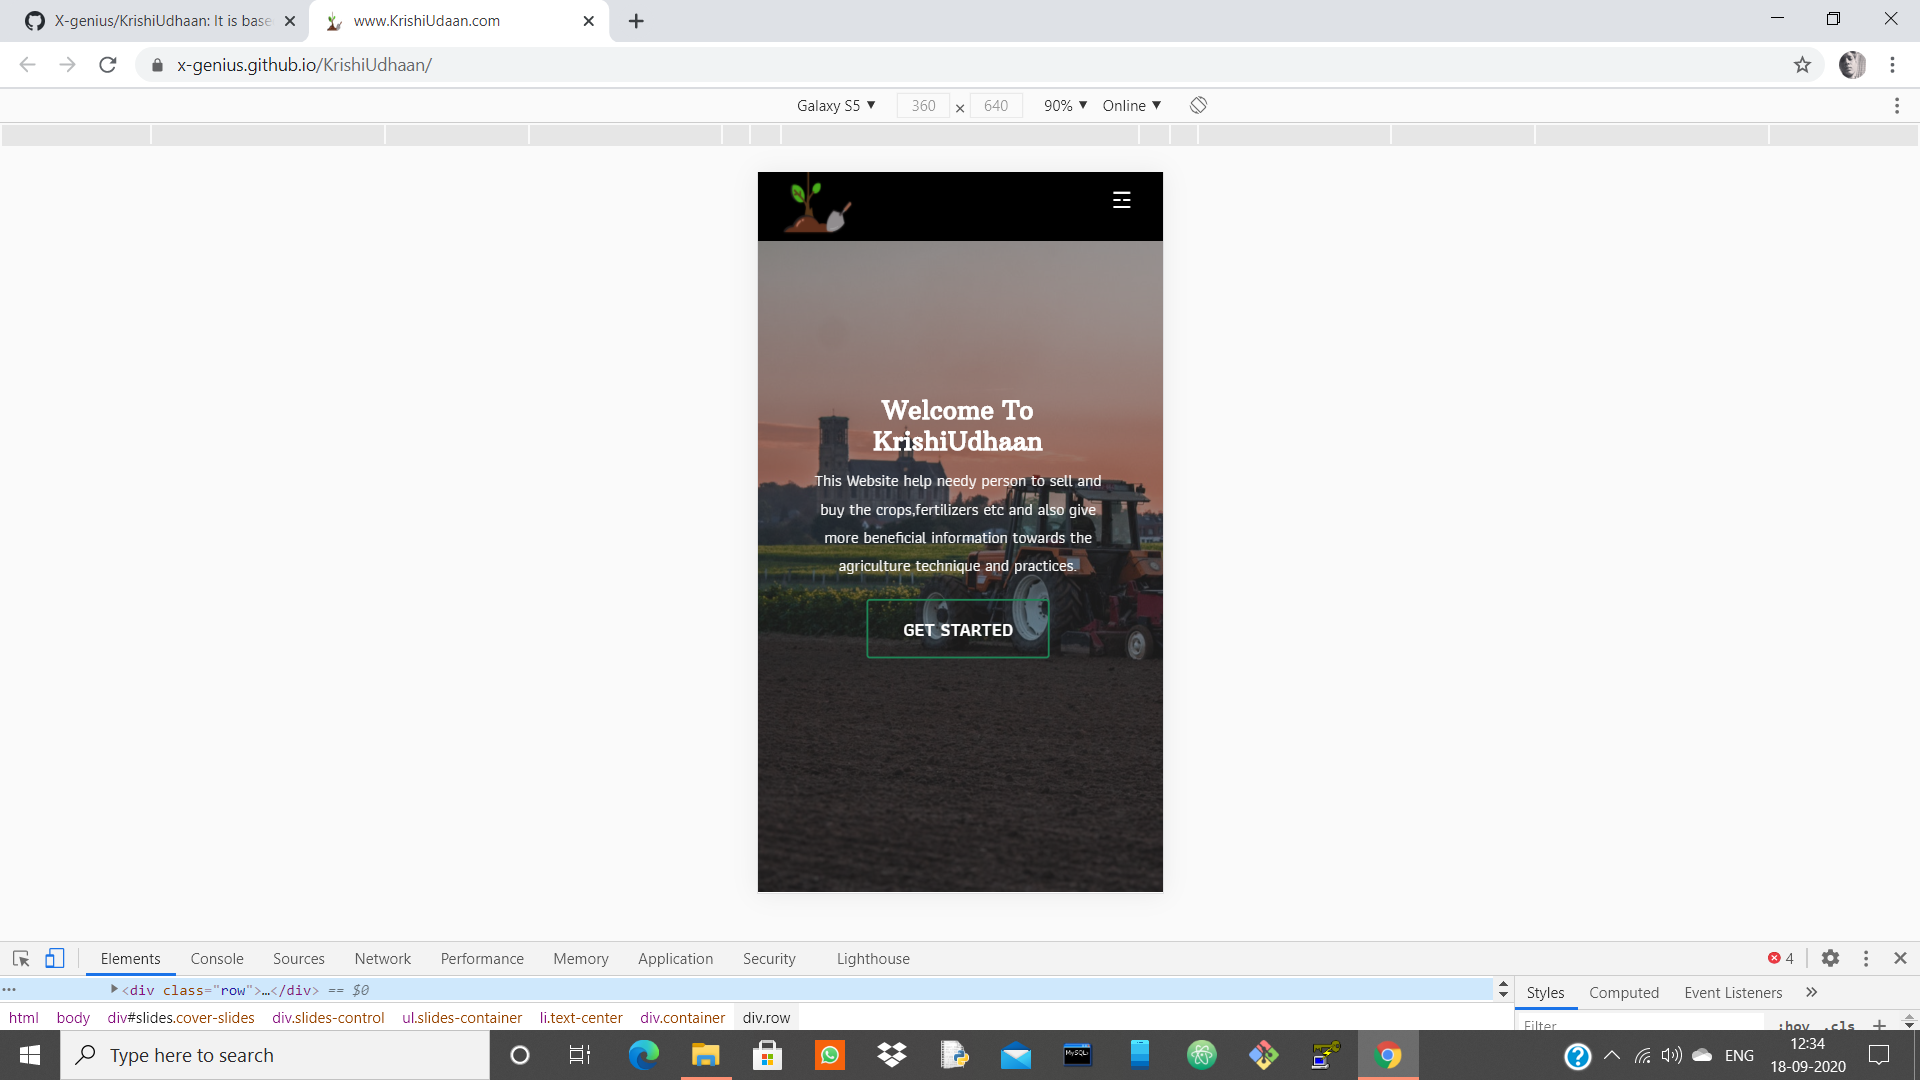 X-genius/KrishiUdhaan: It is base
www.KrishiUdaan.com
x-genius.github.io/KrishiUdhaan/
Galaxy S5 ▼ 360 × 640 90% ▼ Online ▼
Welcome To
KrishiUdhaan
This Website help needy person to sell and
buy the crops,fertilizers etc and also give
more beneficial information towards the
agriculture technique and practices.
GET STARTED
Elements Console Sources Network Performance Memory Application Security Lighthouse 4
<div class="row">…</div> == $0
Styles Computed Event Listeners »
html body div#slides.cover-slides div.slides-control ul.slides-container li.text-center div.container div.row
Filter :hov .cls +
Type here to search
MySQL
ENG
12:34
18-09-2020